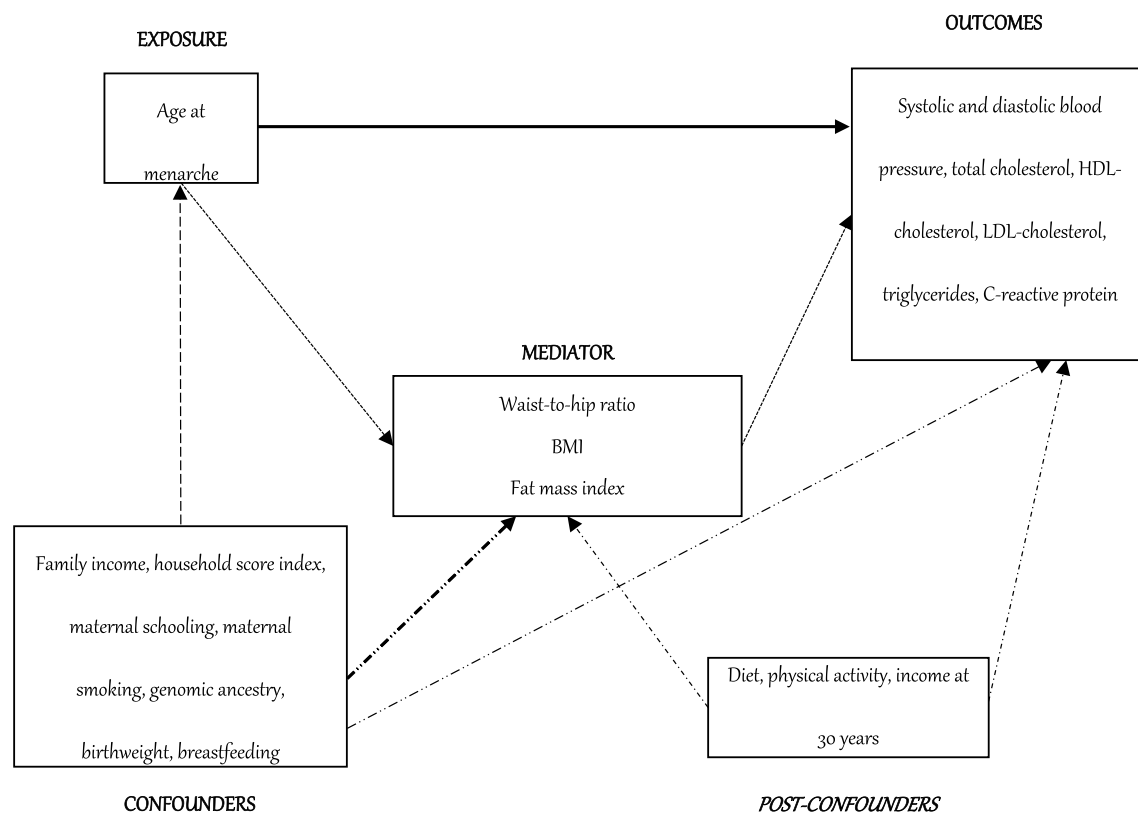 EXPOSURE
Age at
menarche
OUTCOMES
Systolic and diastolic blood
pressure, total cholesterol, HDL-
cholesterol, LDL-cholesterol,
triglycerides, C-reactive protein
MEDIATOR
Waist-to-hip ratio
BMI
Fat mass index
Family income, household score index,
maternal schooling, maternal
smoking, genomic ancestry,
birthweight, breastfeeding
CONFOUNDERS
Diet, physical activity, income at
30 years
POST-CONFOUNDERS